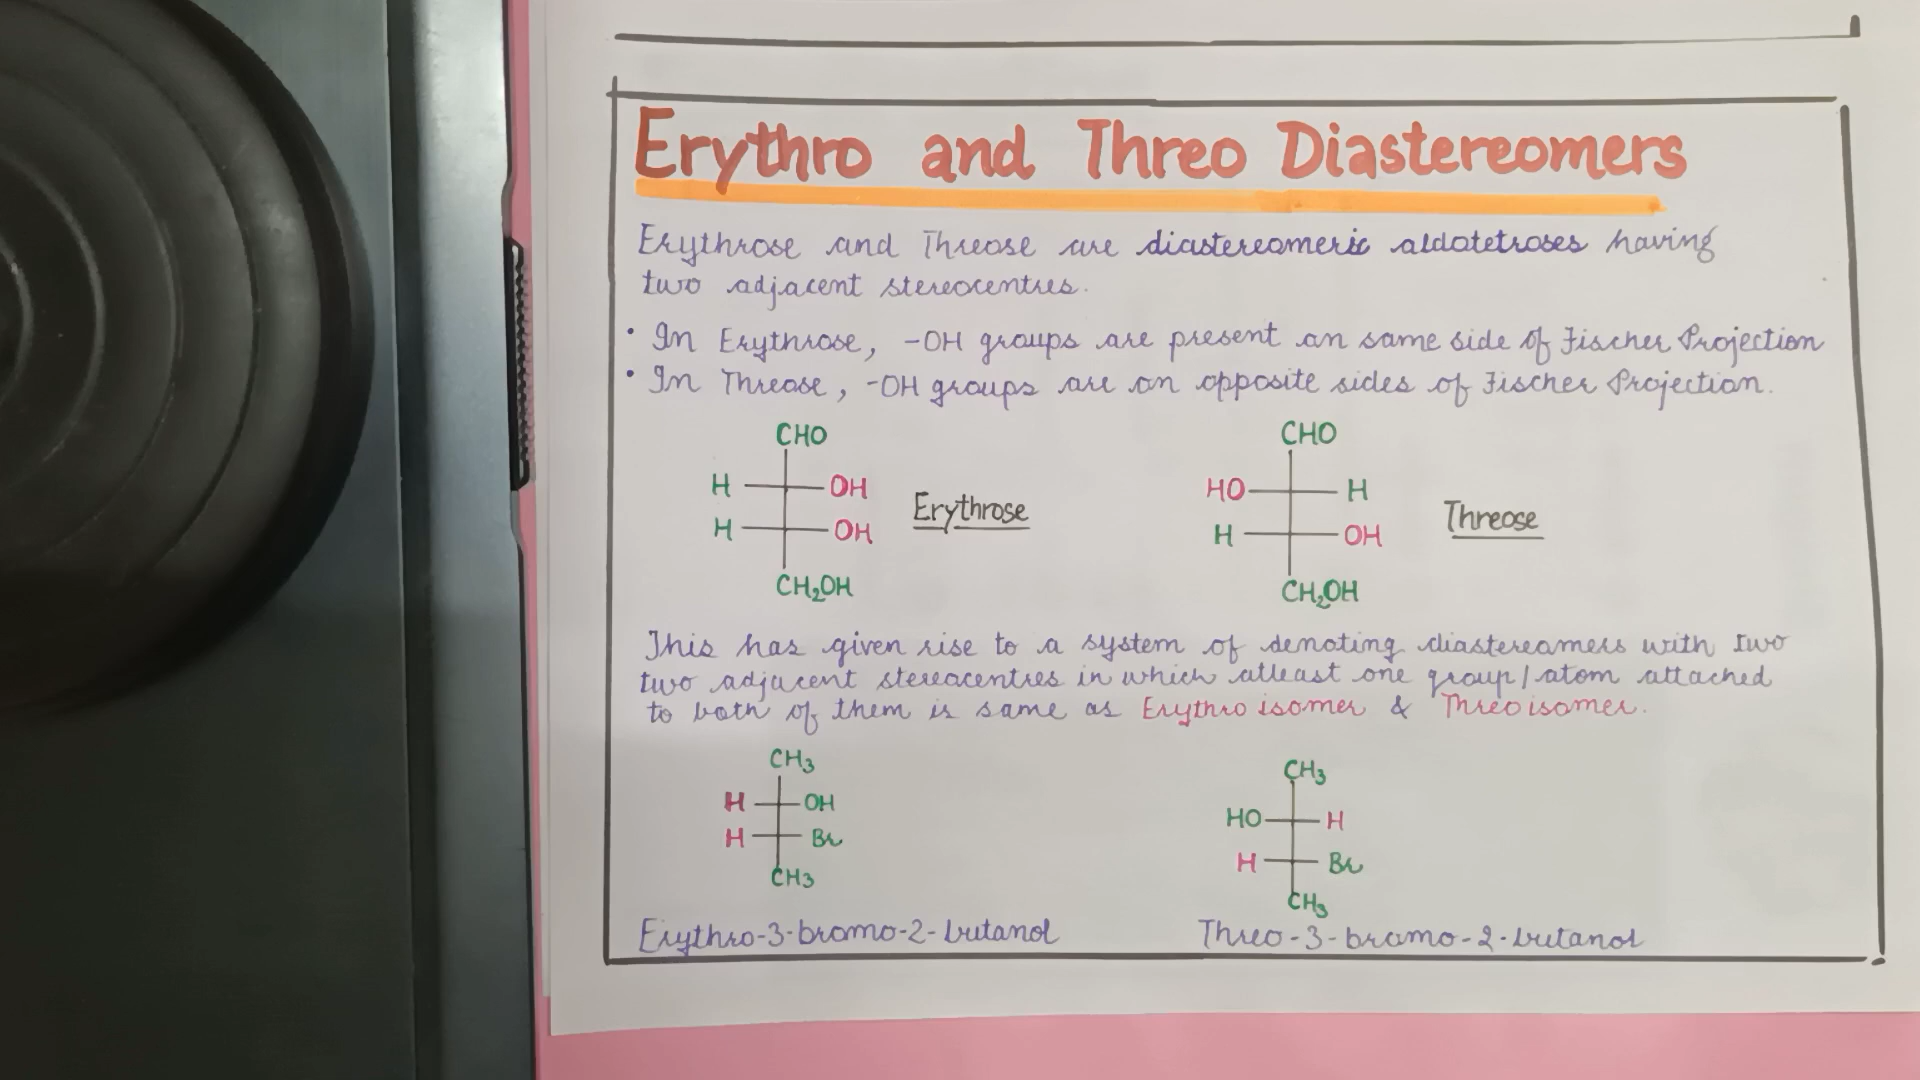 Erythro and Threo Diastereomers
Erythrose and Threose are diastereomeric aldotetroses having
two adjacent stereocentres.
• In Erythrose, -OH groups are present on same side of Fischer Projection
• In Threose, -OH groups are on opposite sides of Fischer Projection.
CHO CHO
H OH HO H
Erythrose Threose
H OH H OH
CH₂OH CH₂OH
This has given rise to a system of denoting diastereomers with two
two adjacent stereocentres in which atleast one group/atom attached
to both of them is same as Erythro isomer & Threo isomer.
CH₃ CH₃
H OH HO H
H Br H Br
CH₃ CH₃
Erythro-3-bromo-2-butanol Threo-3-bromo-2-butanol